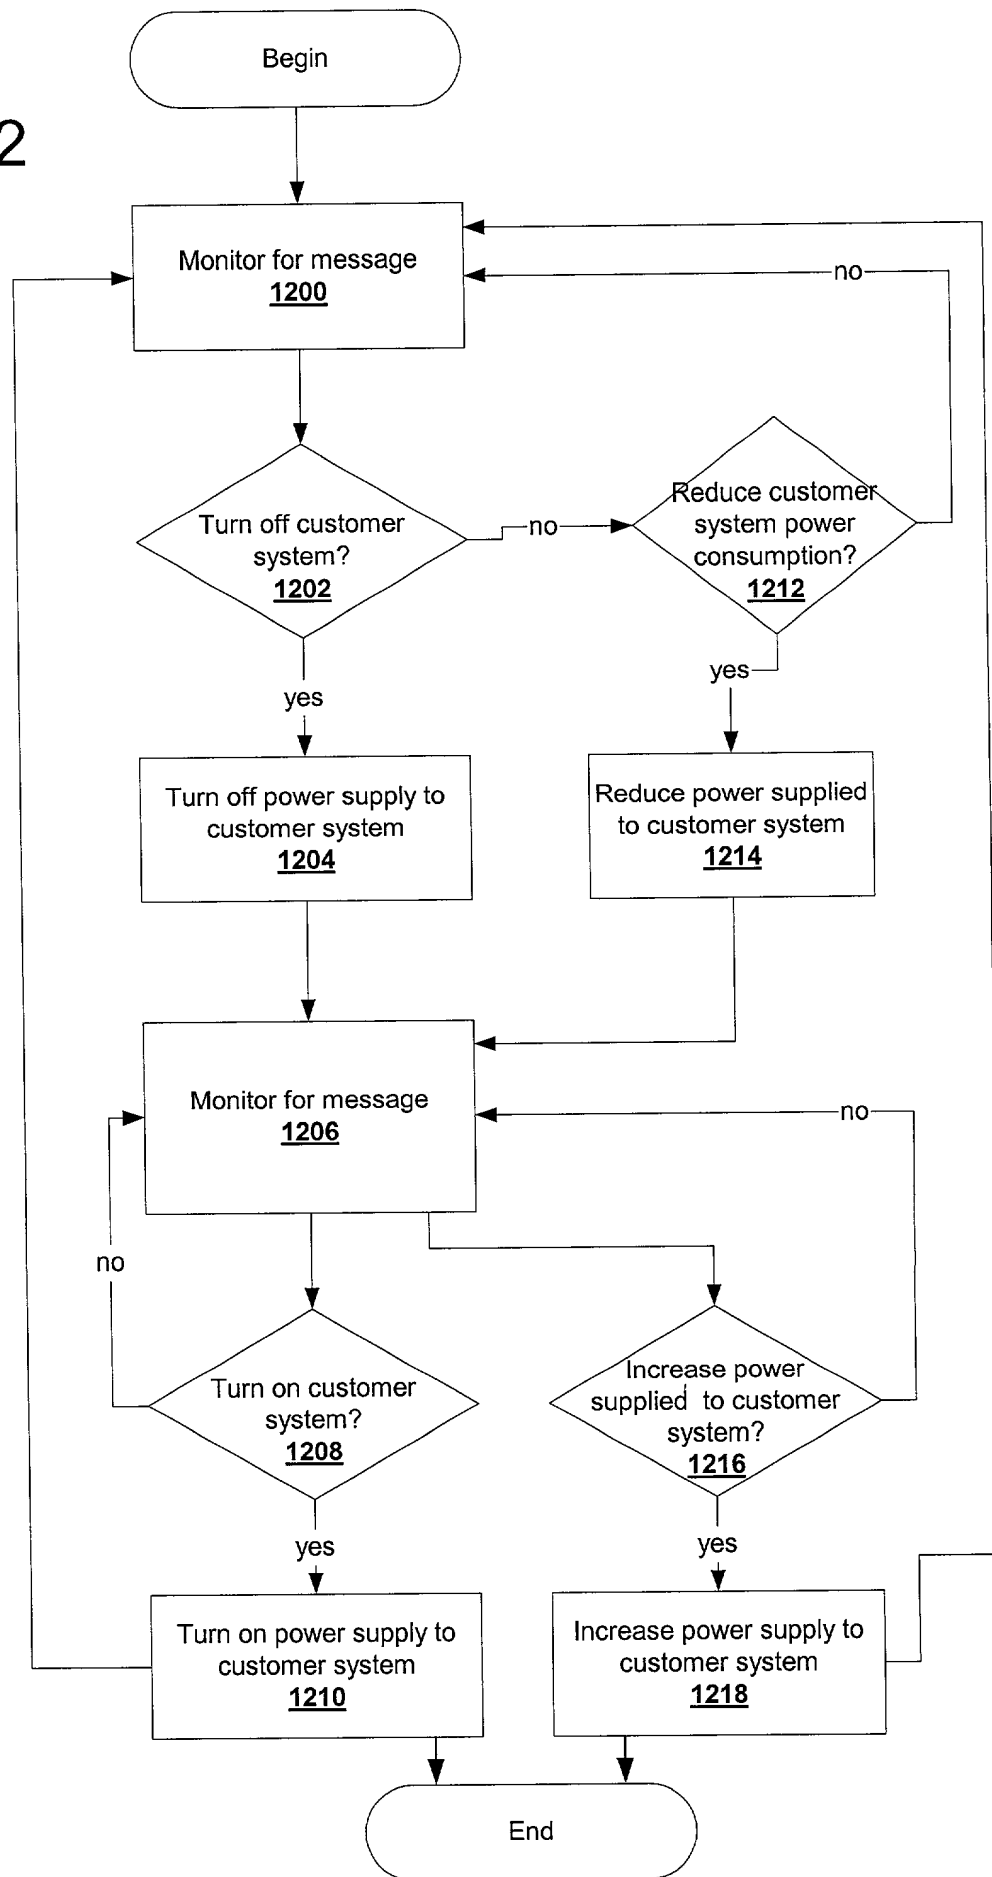 Begin
2
Monitor for message
1200
no
Turn off customer
system?
1202
no
Reduce customer
system power
consumption?
1212
yes
yes
Turn off power supply to
customer system
1204
Reduce power supplied
to customer system
1214
Monitor for message
1206
no
no
Turn on customer
system?
1208
Increase power
supplied to customer
system?
1216
yes
yes
Turn on power supply to
customer system
1210
Increase power supply to
customer system
1218
End